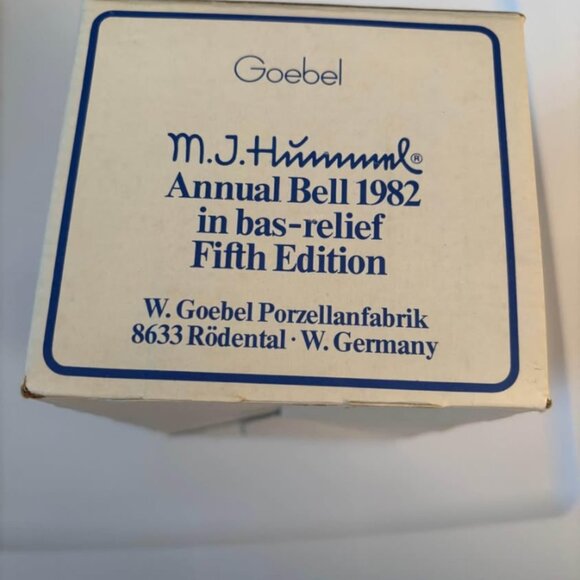 Goebel
M.J.Hummel®
Annual Bell 1982
in bas-relief
Fifth Edition
W. Goebel Porzellanfabrik
8633 Rödental · W. Germany